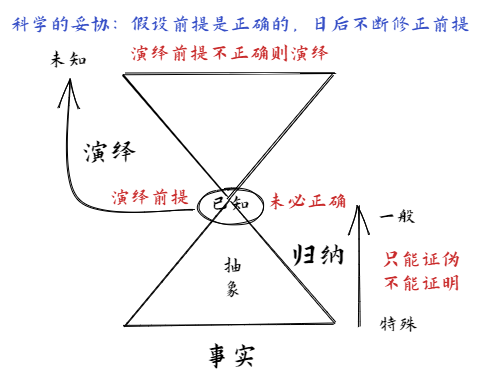 科学的妥协：假设前提是正确的，日后不断修正前提
演绎前提不正确则演绎
未知
演绎
演绎前提
已知
未必正确
一般
归纳
只能证伪
不能证明
抽
象
特殊
事实